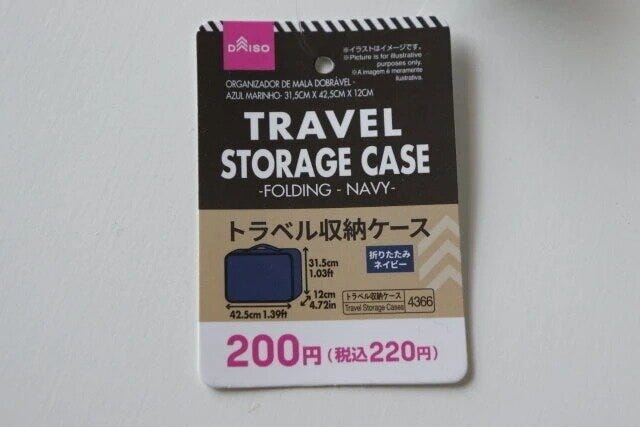 DAISO
※イラストはイメージです。
※Picture is for illustrative
purposes only.
※A imagem é meramente
ilustrativa.
ORGANIZADOR DE MALA DOBRÁVEL -
AZUL MARINHO- 31,5CM X 42,5CM X 12CM
TRAVEL
STORAGE CASE
-FOLDING - NAVY-
トラベル収納ケース
折りたたみ
ネイビー
31.5cm
1.03ft
12cm
4.72in
42.5cm 1.39ft
トラベル収納ケース
Travel Storage Cases
4366
200円(税込220円)